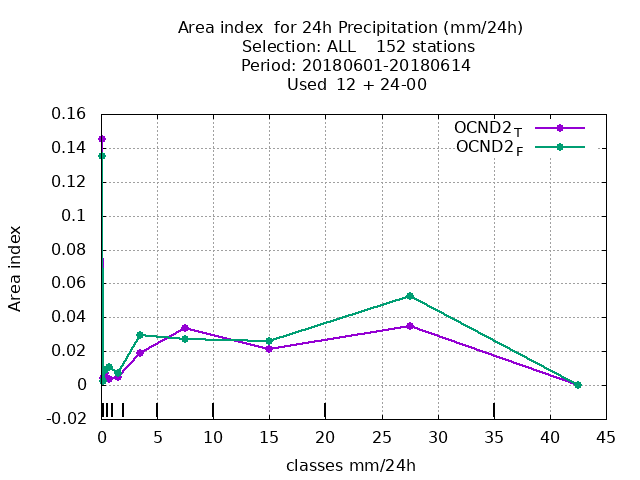 Area index  for 24h Precipitation (mm/24h)
Selection: ALL    152 stations
Period: 20180601-20180614
Used  12 + 24-00
OCND2T
OCND2F
0.16
0.14
0.12
0.1
0.08
0.06
0.04
0.02
0
-0.02
Area index
0 5 10 15 20 25 30 35 40 45
classes mm/24h